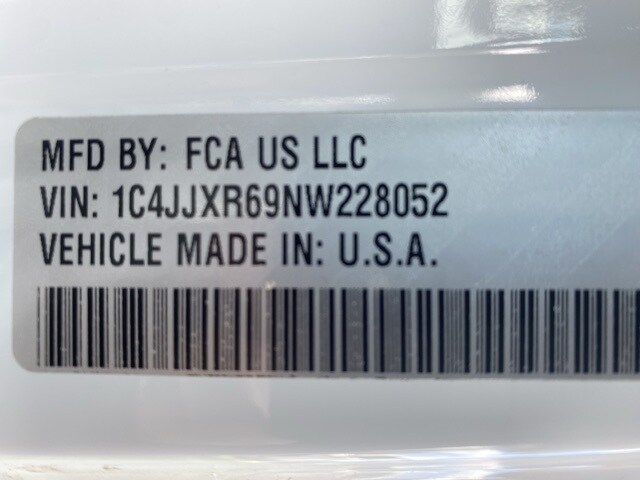 MFD BY: FCA US LLC
VIN: 1C4JJXR69NW228052
VEHICLE MADE IN: U.S.A.